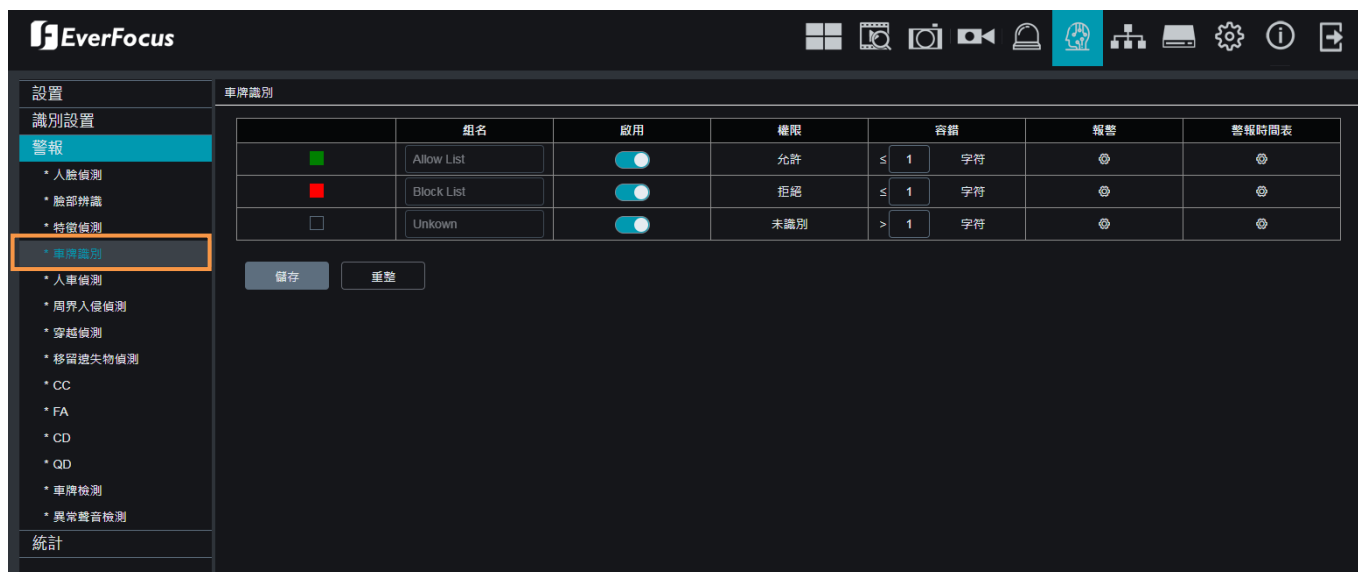 EverFocus
設置
識別設置
警報
* 人臉偵測
* 臉部辨識
* 特徵偵測
* 車牌識別
* 人車偵測
* 周界入侵偵測
* 穿越偵測
* 移留遺失物偵測
* CC
* FA
* CD
* QD
* 車牌檢測
* 異常聲音檢測
統計
車牌識別
組名 啟用 權限 容錯 報警 警報時間表
Allow List 允許 ≤ 1 字符
Block List 拒絕 ≤ 1 字符
Unkown 未識別 > 1 字符
儲存 重整